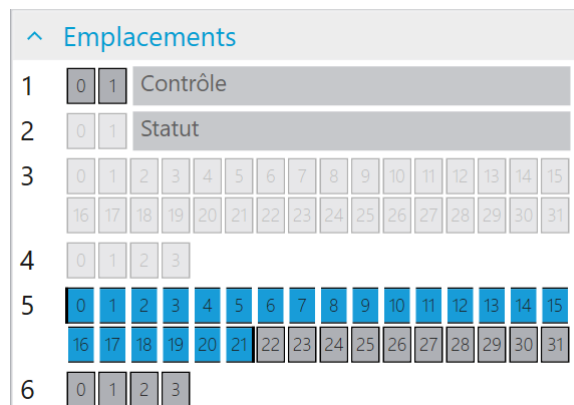 Emplacements
1 0 1 Contrôle
2 0 1 Statut
3 0 1 2 3 4 5 6 7 8 9 10 11 12 13 14 15
16 17 18 19 20 21 22 23 24 25 26 27 28 29 30 31
4 0 1 2 3
5 0 1 2 3 4 5 6 7 8 9 10 11 12 13 14 15
16 17 18 19 20 21 22 23 24 25 26 27 28 29 30 31
6 0 1 2 3